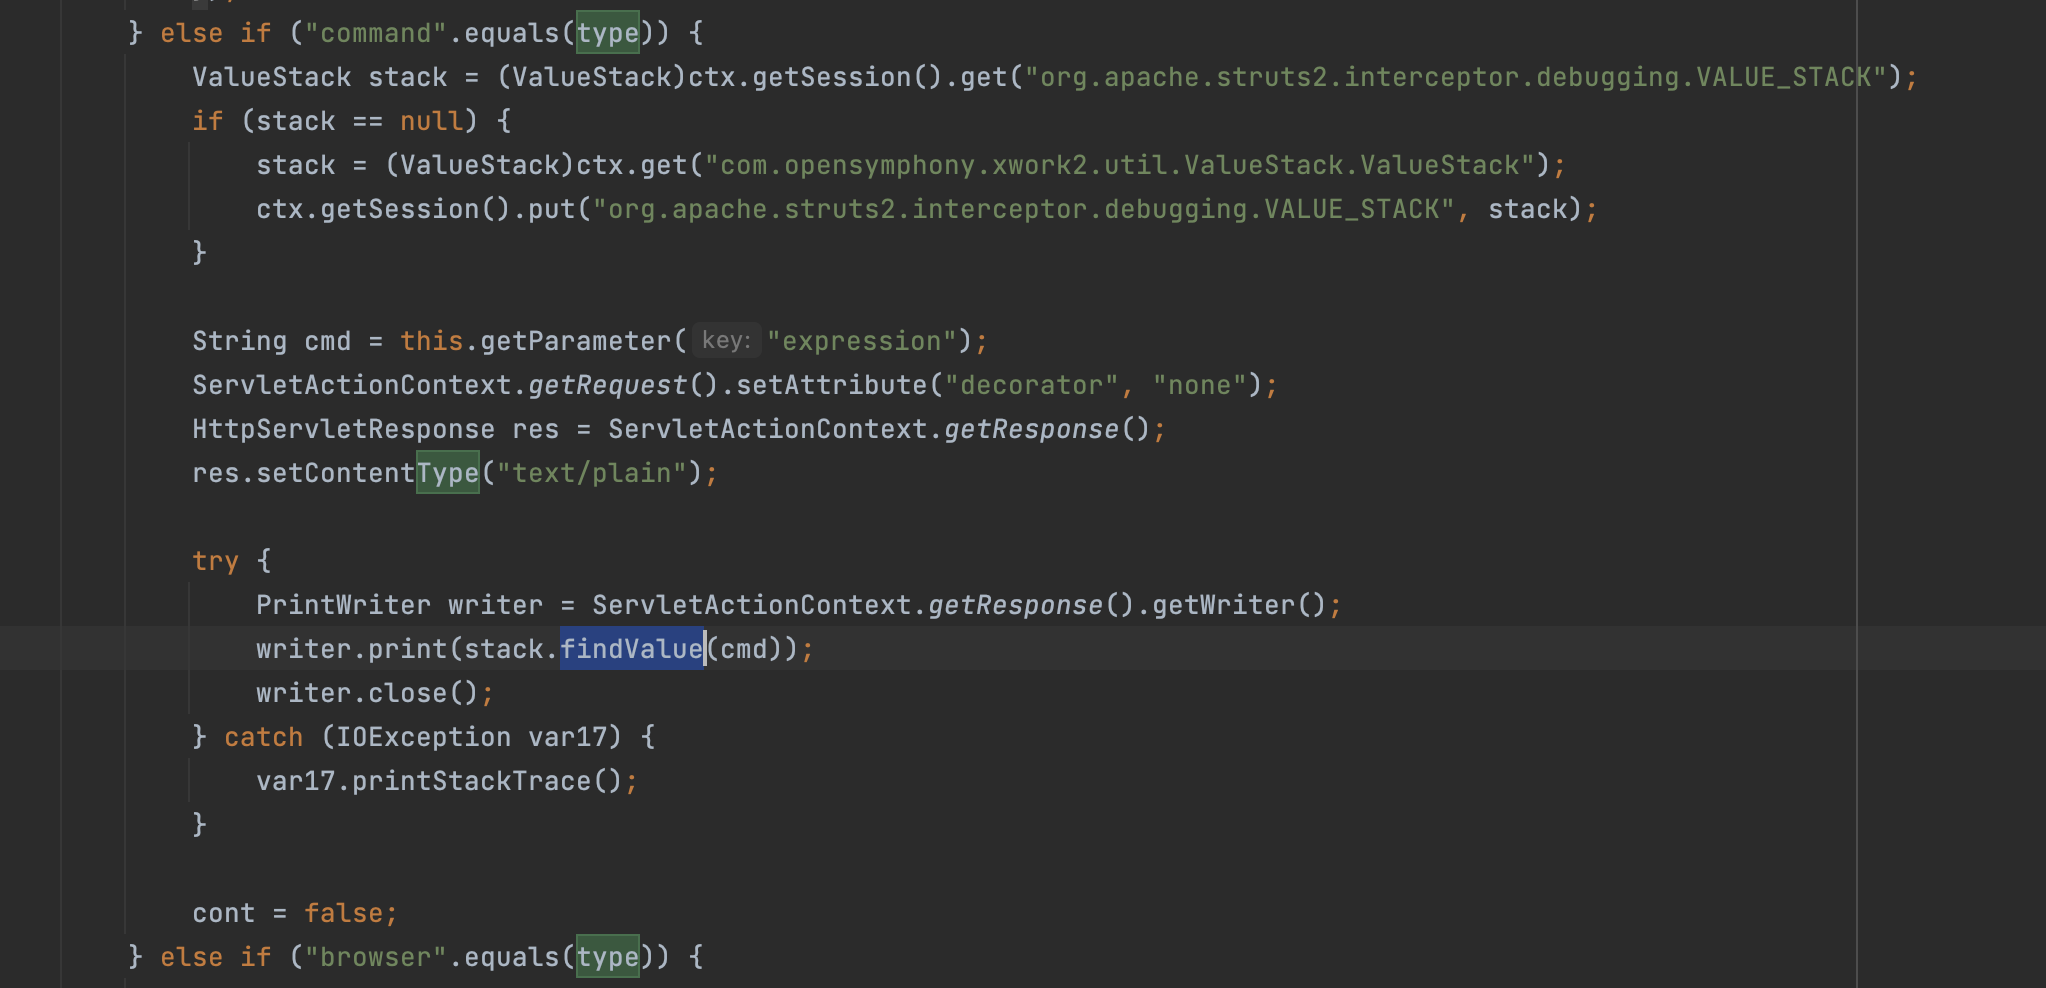 } else if ("command".equals(type)) {
ValueStack stack = (ValueStack)ctx.getSession().get("org.apache.struts2.interceptor.debugging.VALUE_STACK");
if (stack == null) {
stack = (ValueStack)ctx.get("com.opensymphony.xwork2.util.ValueStack.ValueStack");
ctx.getSession().put("org.apache.struts2.interceptor.debugging.VALUE_STACK", stack);
}
String cmd = this.getParameter( key: "expression");
ServletActionContext.getRequest().setAttribute("decorator", "none");
HttpServletResponse res = ServletActionContext.getResponse();
res.setContentType("text/plain");
try {
PrintWriter writer = ServletActionContext.getResponse().getWriter();
writer.print(stack.findValue(cmd));
writer.close();
} catch (IOException var17) {
var17.printStackTrace();
}
cont = false;
} else if ("browser".equals(type)) {